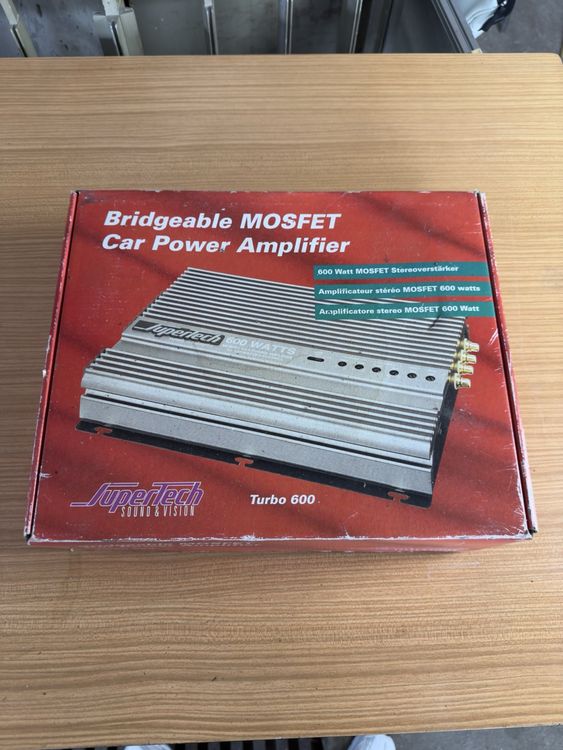 Bridgeable MOSFET
Car Power Amplifier
600 Watt MOSFET Stereoverstärker
Amplificateur stéréo MOSFET 600 watts
Amplificatore stereo MOSFET 600 Watt
SuperTech
600 WATTS
SuperTech
SOUND & VISION
Turbo 600